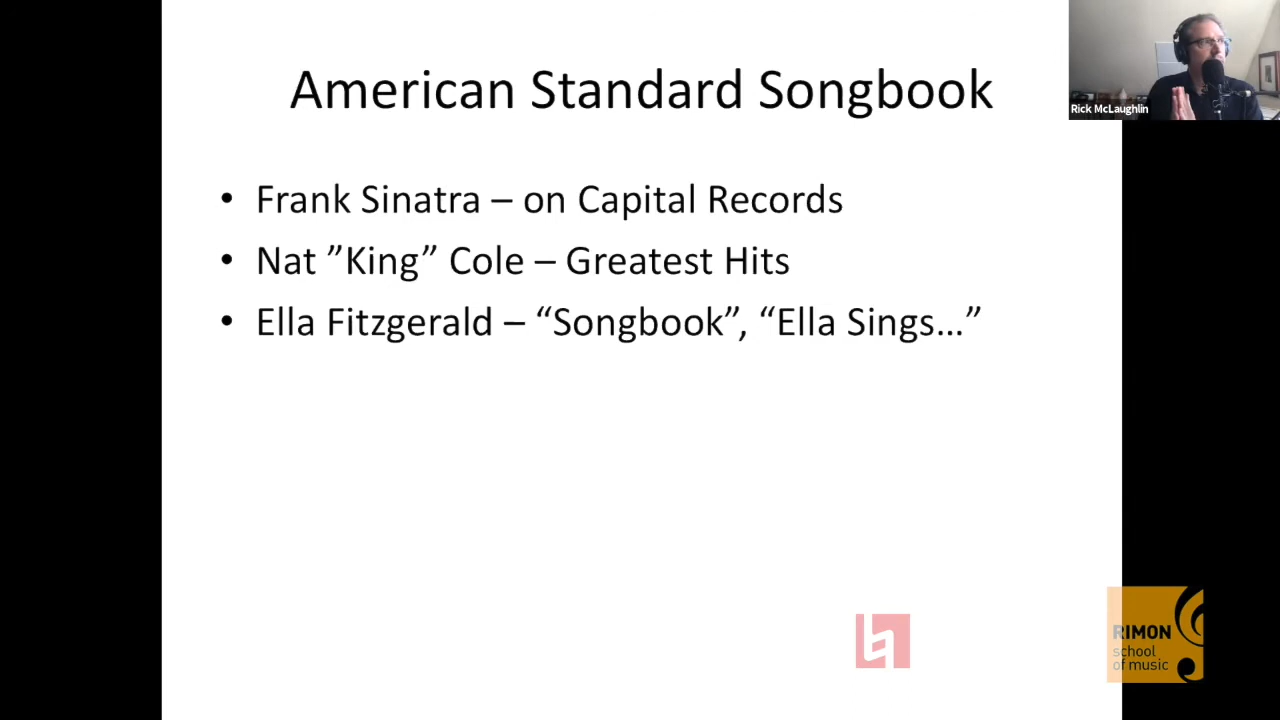 American Standard Songbook
• Frank Sinatra – on Capital Records
• Nat ”King” Cole – Greatest Hits
• Ella Fitzgerald – “Songbook”, “Ella Sings…”
Rick McLaughlin
RIMON
school
of music